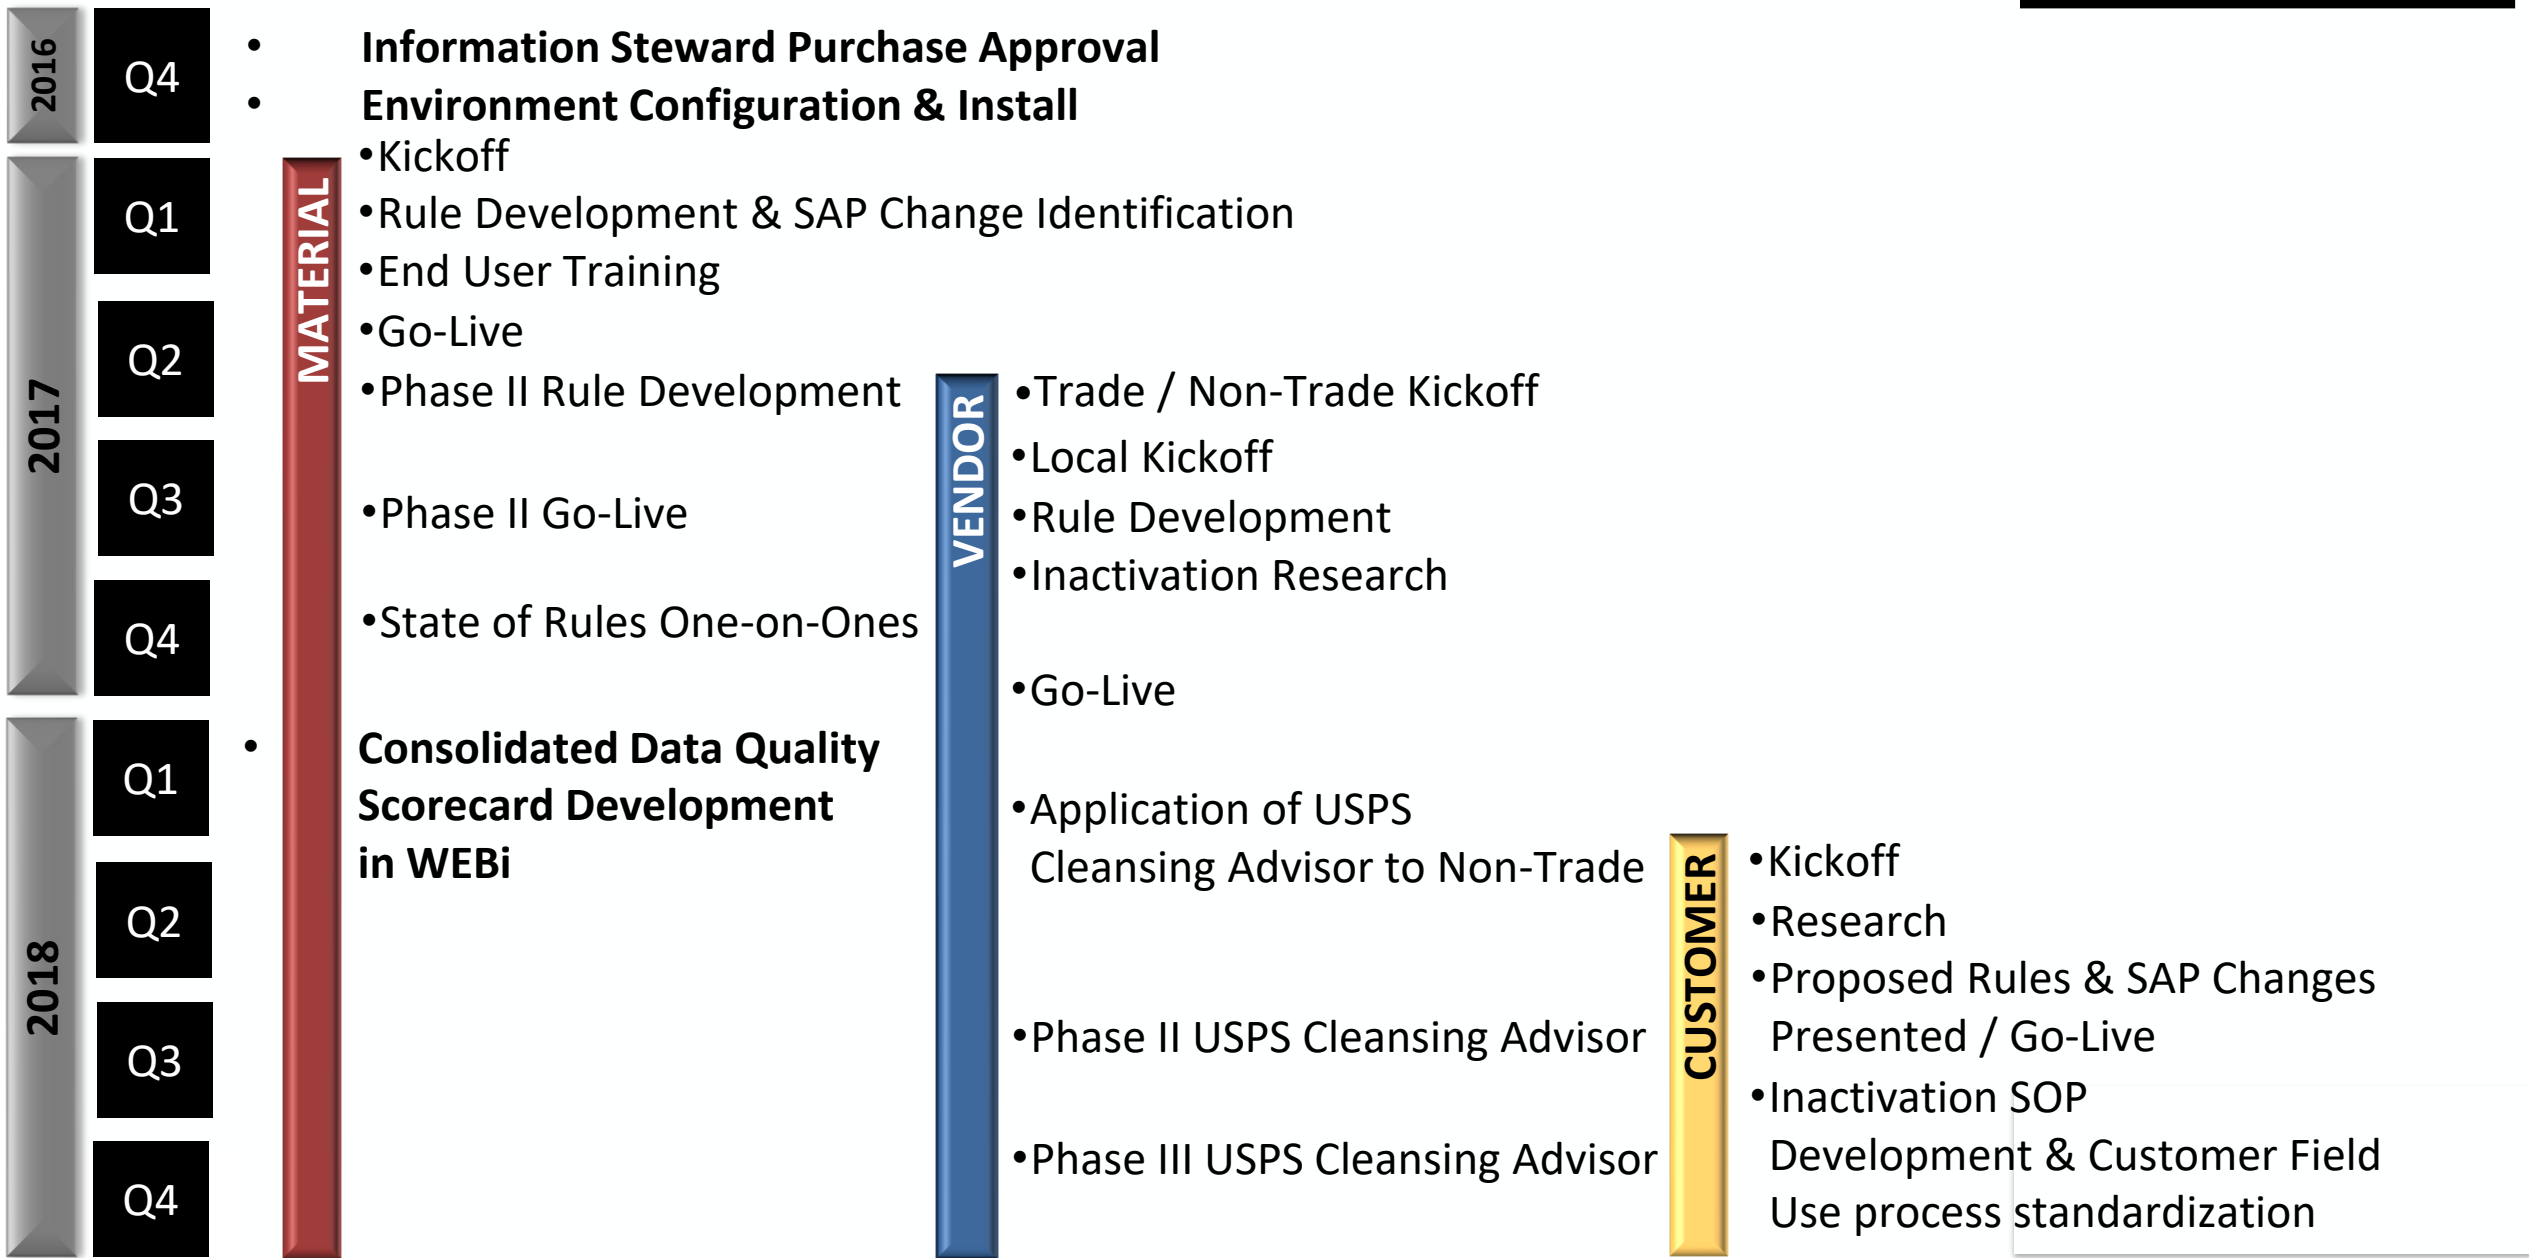 2016
Q4
• Information Steward Purchase Approval
• Environment Configuration & Install
2017
Q1
Q2
Q3
Q4
MATERIAL
•Kickoff
•Rule Development & SAP Change Identification
•End User Training
•Go-Live
•Phase II Rule Development
•Phase II Go-Live
•State of Rules One-on-Ones
VENDOR
•Trade / Non-Trade Kickoff
•Local Kickoff
•Rule Development
•Inactivation Research
•Go-Live
2018
Q1
Q2
Q3
Q4
• Consolidated Data Quality
Scorecard Development
in WEBi
•Application of USPS
Cleansing Advisor to Non-Trade
•Phase II USPS Cleansing Advisor
•Phase III USPS Cleansing Advisor
CUSTOMER
•Kickoff
•Research
•Proposed Rules & SAP Changes
Presented / Go-Live
•Inactivation SOP
Development & Customer Field
Use process standardization